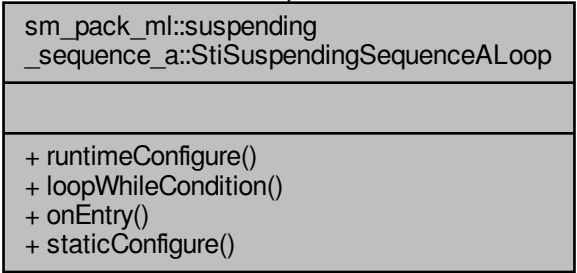 sm_pack_ml::suspending
_sequence_a::StiSuspendingSequenceALoop
+ runtimeConfigure()
+ loopWhileCondition()
+ onEntry()
+ staticConfigure()